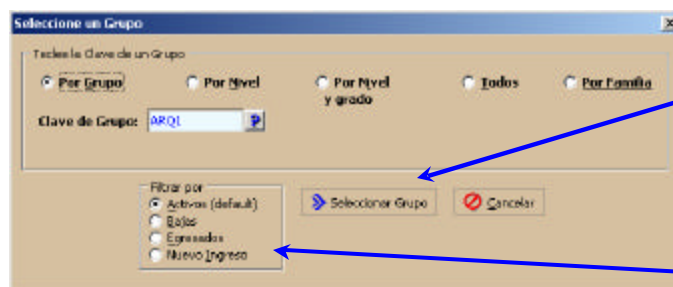 Seleccione un Grupo
Teclee la Clave de un Grupo
Por Grupo Por Nivel Por Nivel y grado Todos Por Familia
Clave de Grupo: ARQ1
Filtrar por
Activos (default)
Bajas
Egresados
Nuevo Ingreso
Seleccionar Grupo Cancelar